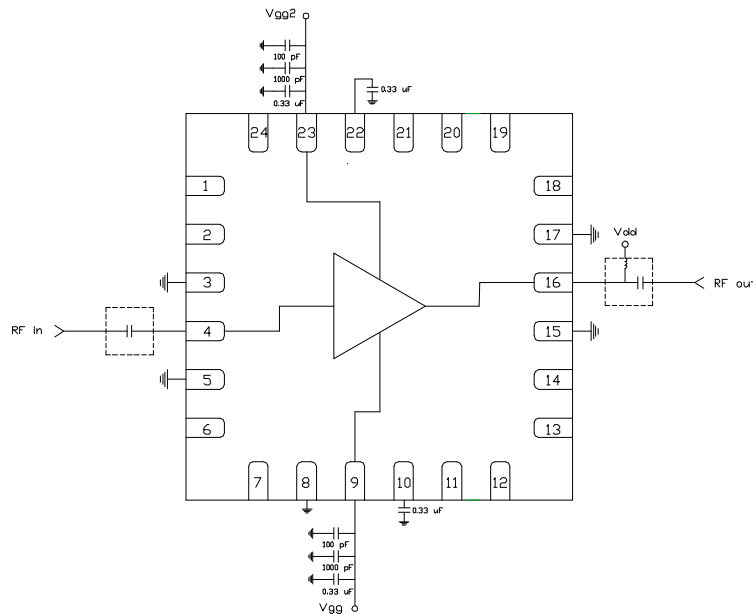 Vgg2
100 pF
1000 pF
0.33 uF
0.33 uF
24 23 22 21 20 19
1 18
2 17
Vdd
3 16
RF out
RF In
4 15
5 14
6 13
7 8 9 10 11 12
0.33 uF
100 pF
1000 pF
0.33 uF
Vgg